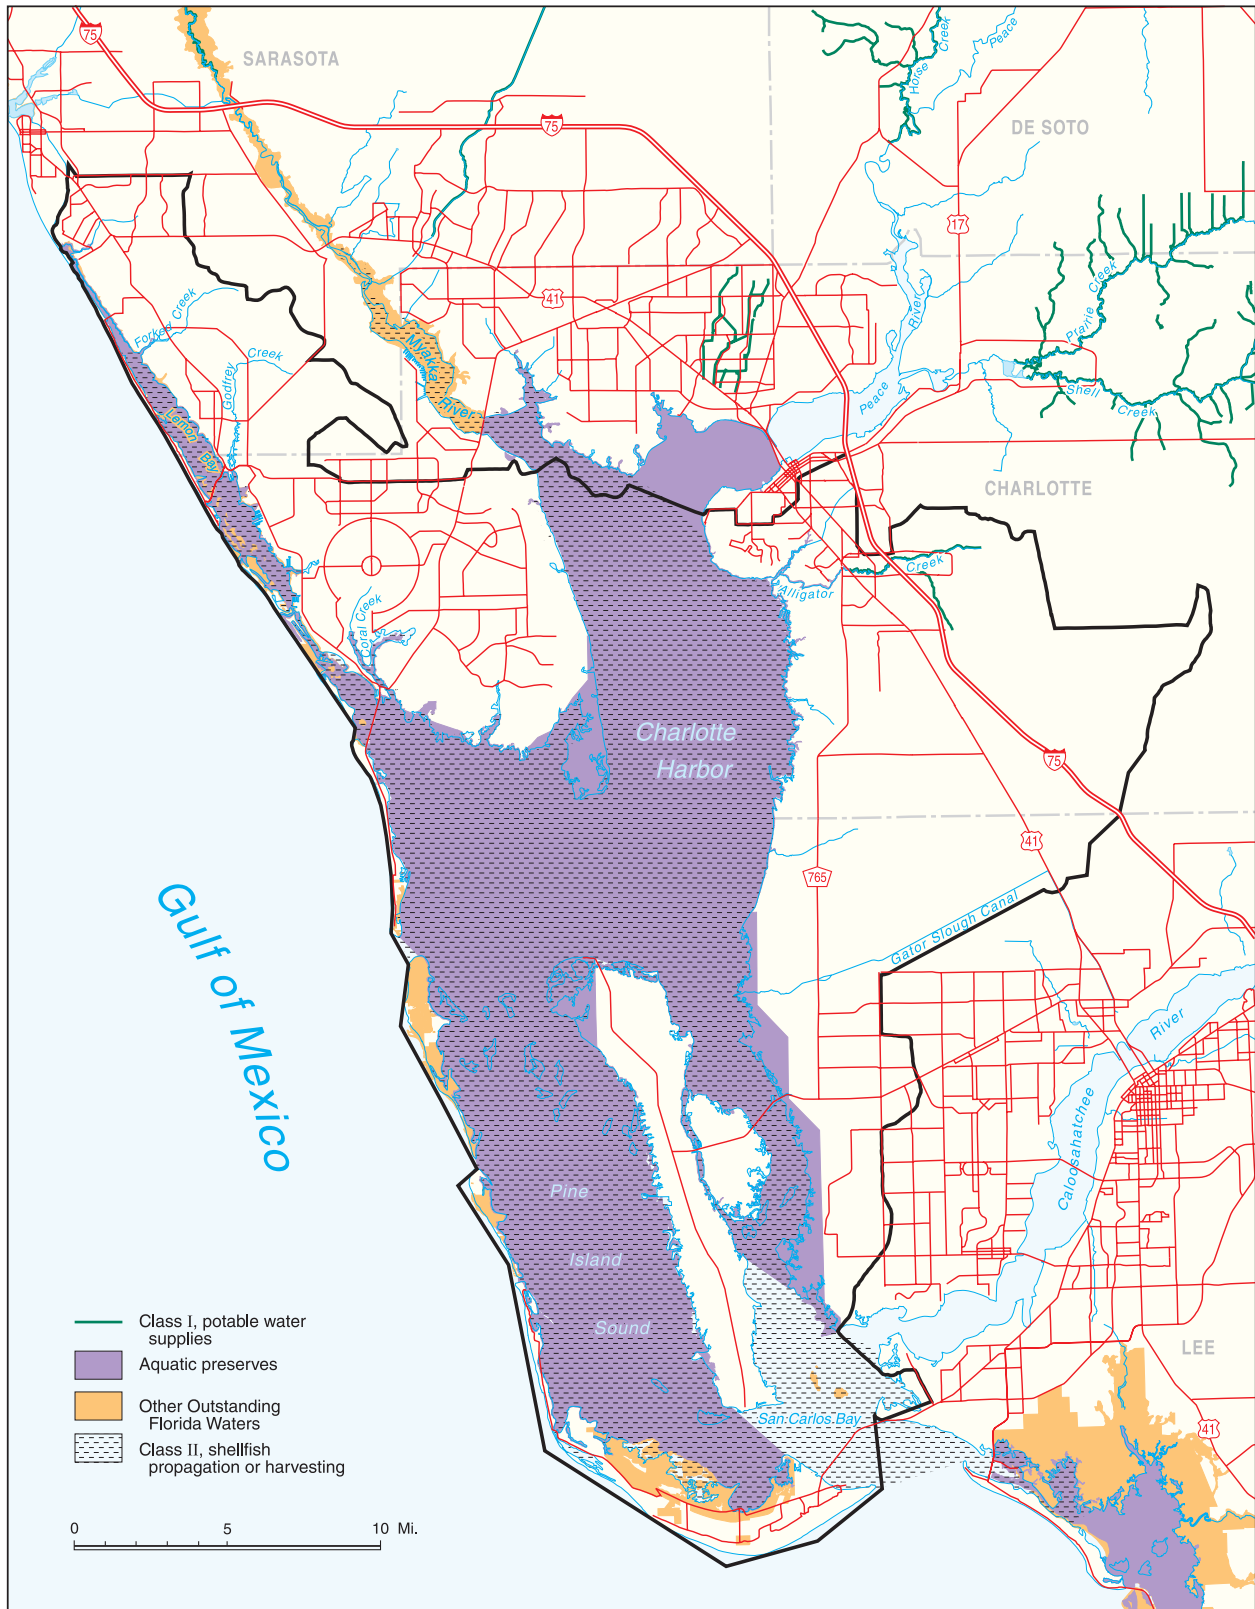 75
SARASOTA
Horse
Creek
Peace
75
DE SOTO
17
Prairie
Creek
River
41
Forked Creek
Godfrey
Creek
Myakka
River
Peace
Shell
Creek
Lemon
Bay
CHARLOTTE
Creek
Alligator
Coral Creek
Charlotte
Harbor
75
41
765
Gulf of Mexico
Gator Slough Canal
River
Caloosahatchee
Pine
Island
Sound
LEE
San Carlos Bay
41
Class I, potable water
supplies
Aquatic preserves
Other Outstanding
Florida Waters
Class II, shellfish
propagation or harvesting
0 5 10 Mi.